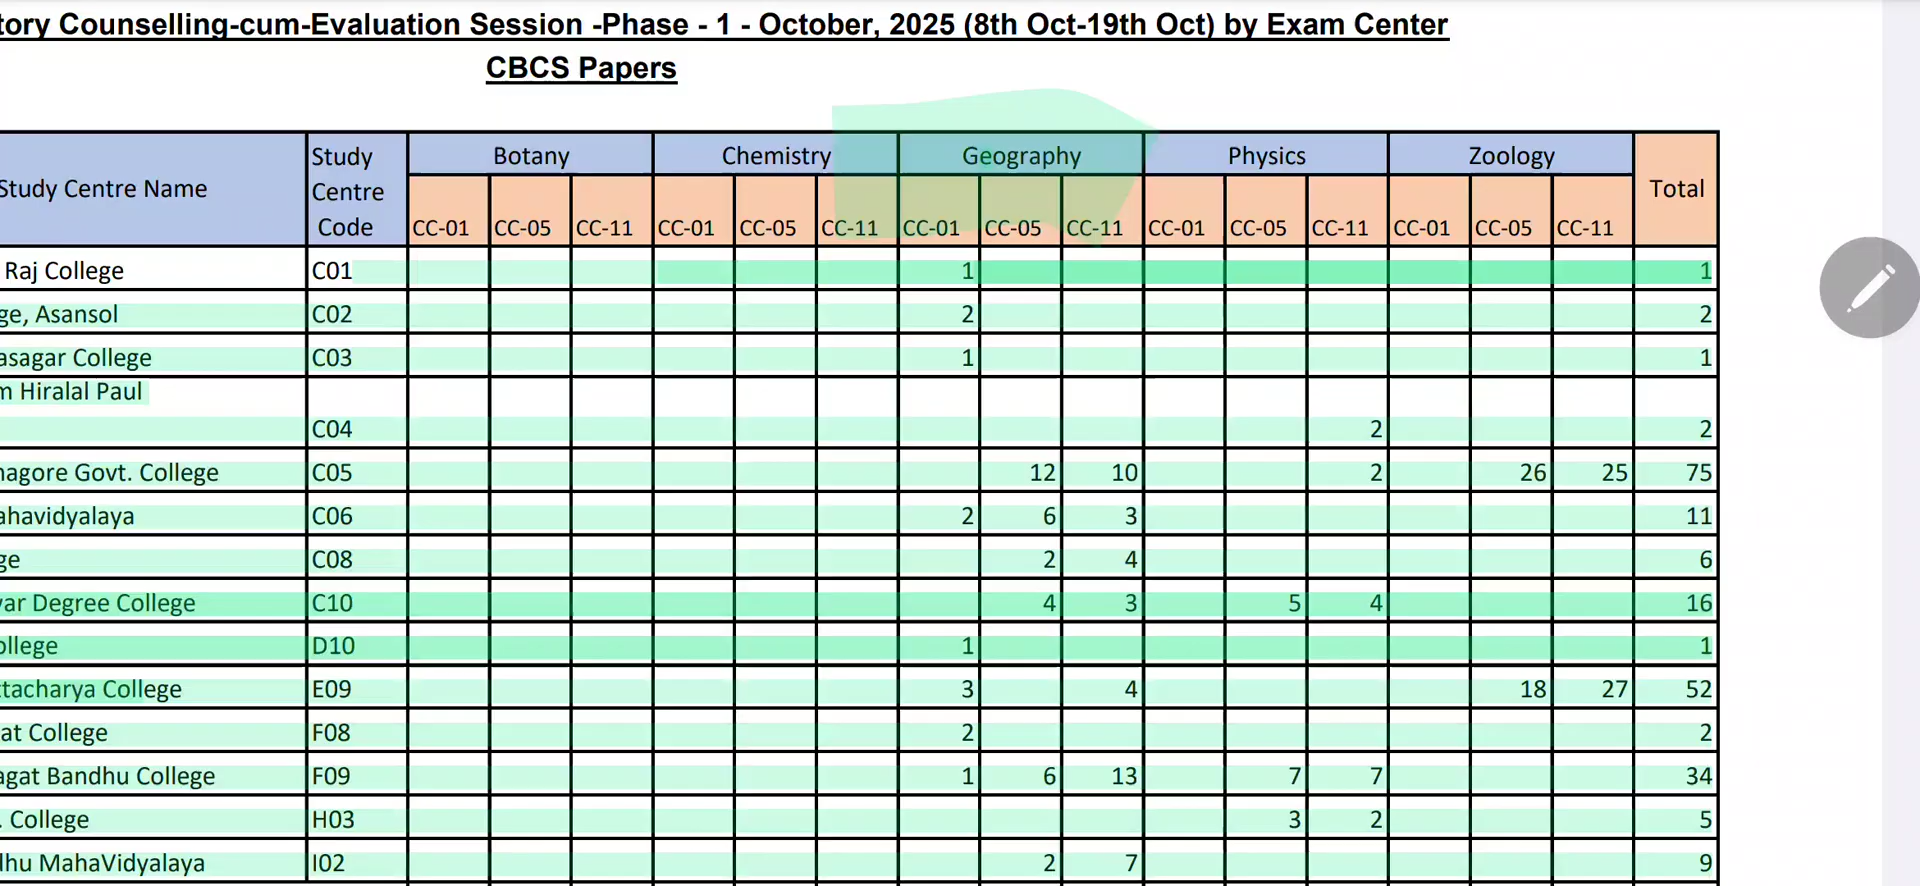 tory Counselling-cum-Evaluation Session -Phase - 1 - October, 2025 (8th Oct-19th Oct) by Exam Center
CBCS Papers
Study Centre Name Study Centre Code Botany Chemistry Geography Physics Zoology Total
CC-01 CC-05 CC-11 CC-01 CC-05 CC-11 CC-01 CC-05 CC-11 CC-01 CC-05 CC-11 CC-01 CC-05 CC-11
Raj College C01 1 1
ge, Asansol C02 2 2
asagar College C03 1 1
m Hiralal Paul
C04 2 2
nagore Govt. College C05 12 10 2 26 25 75
ahavidyalaya C06 2 6 3 11
ge C08 2 4 6
var Degree College C10 4 3 5 4 16
ollege D10 1 1
ttacharya College E09 3 4 18 27 52
at College F08 2 2
agat Bandhu College F09 1 6 13 7 7 34
. College H03 3 2 5
dhu MahaVidyalaya I02 2 7 9